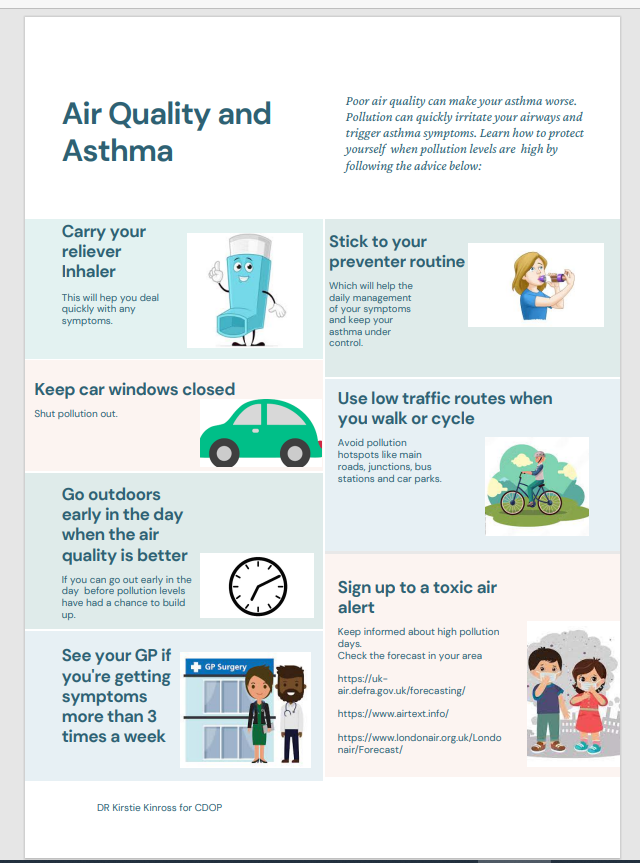 Air Quality and
Asthma
Poor air quality can make your asthma worse.
Pollution can quickly irritate your airways and
trigger asthma symptoms. Learn how to protect
yourself when pollution levels are high by
following the advice below:
Carry your
reliever
Inhaler
This will hep you deal
quickly with any
symptoms.
Stick to your
preventer routine
Which will help the
daily management
of your symptoms
and keep your
asthma under
control.
Keep car windows closed
Shut pollution out.
Use low traffic routes when
you walk or cycle
Avoid pollution
hotspots like main
roads, junctions, bus
stations and car parks.
Go outdoors
early in the day
when the air
quality is better
If you can go out early in the
day before pollution levels
have had a chance to build
up.
Sign up to a toxic air
alert
Keep informed about high pollution
days.
Check the forecast in your area
https://uk-
air.defra.gov.uk/forecasting/
https://www.airtext.info/
https://www.londonair.org.uk/Londo
nair/Forecast/
See your GP if
you're getting
symptoms
more than 3
times a week
GP Surgery
DR Kirstie Kinross for CDOP